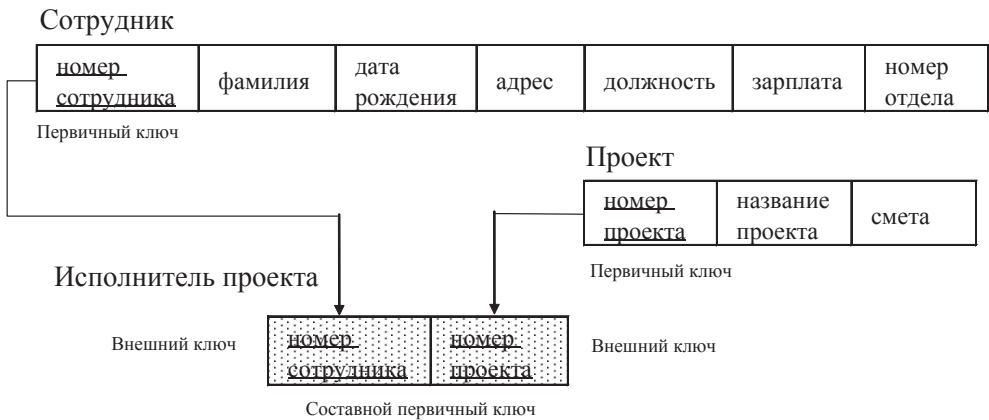 Сотрудник
номер сотрудника
фамилия
дата рождения
адрес
должность
зарплата
номер отдела
Первичный ключ
Проект
номер проекта
название проекта
смета
Первичный ключ
Исполнитель проекта
Внешний ключ
номер сотрудника
номер проекта
Внешний ключ
Составной первичный ключ